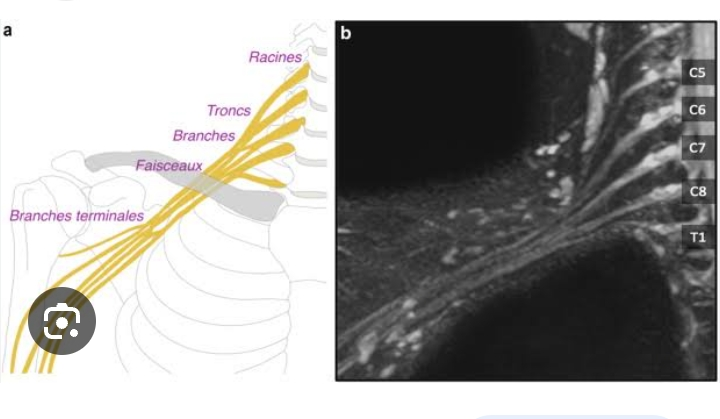 a
Racines
Troncs
Branches
Faisceaux
Branches terminales
b
C5
C6
C7
C8
T1